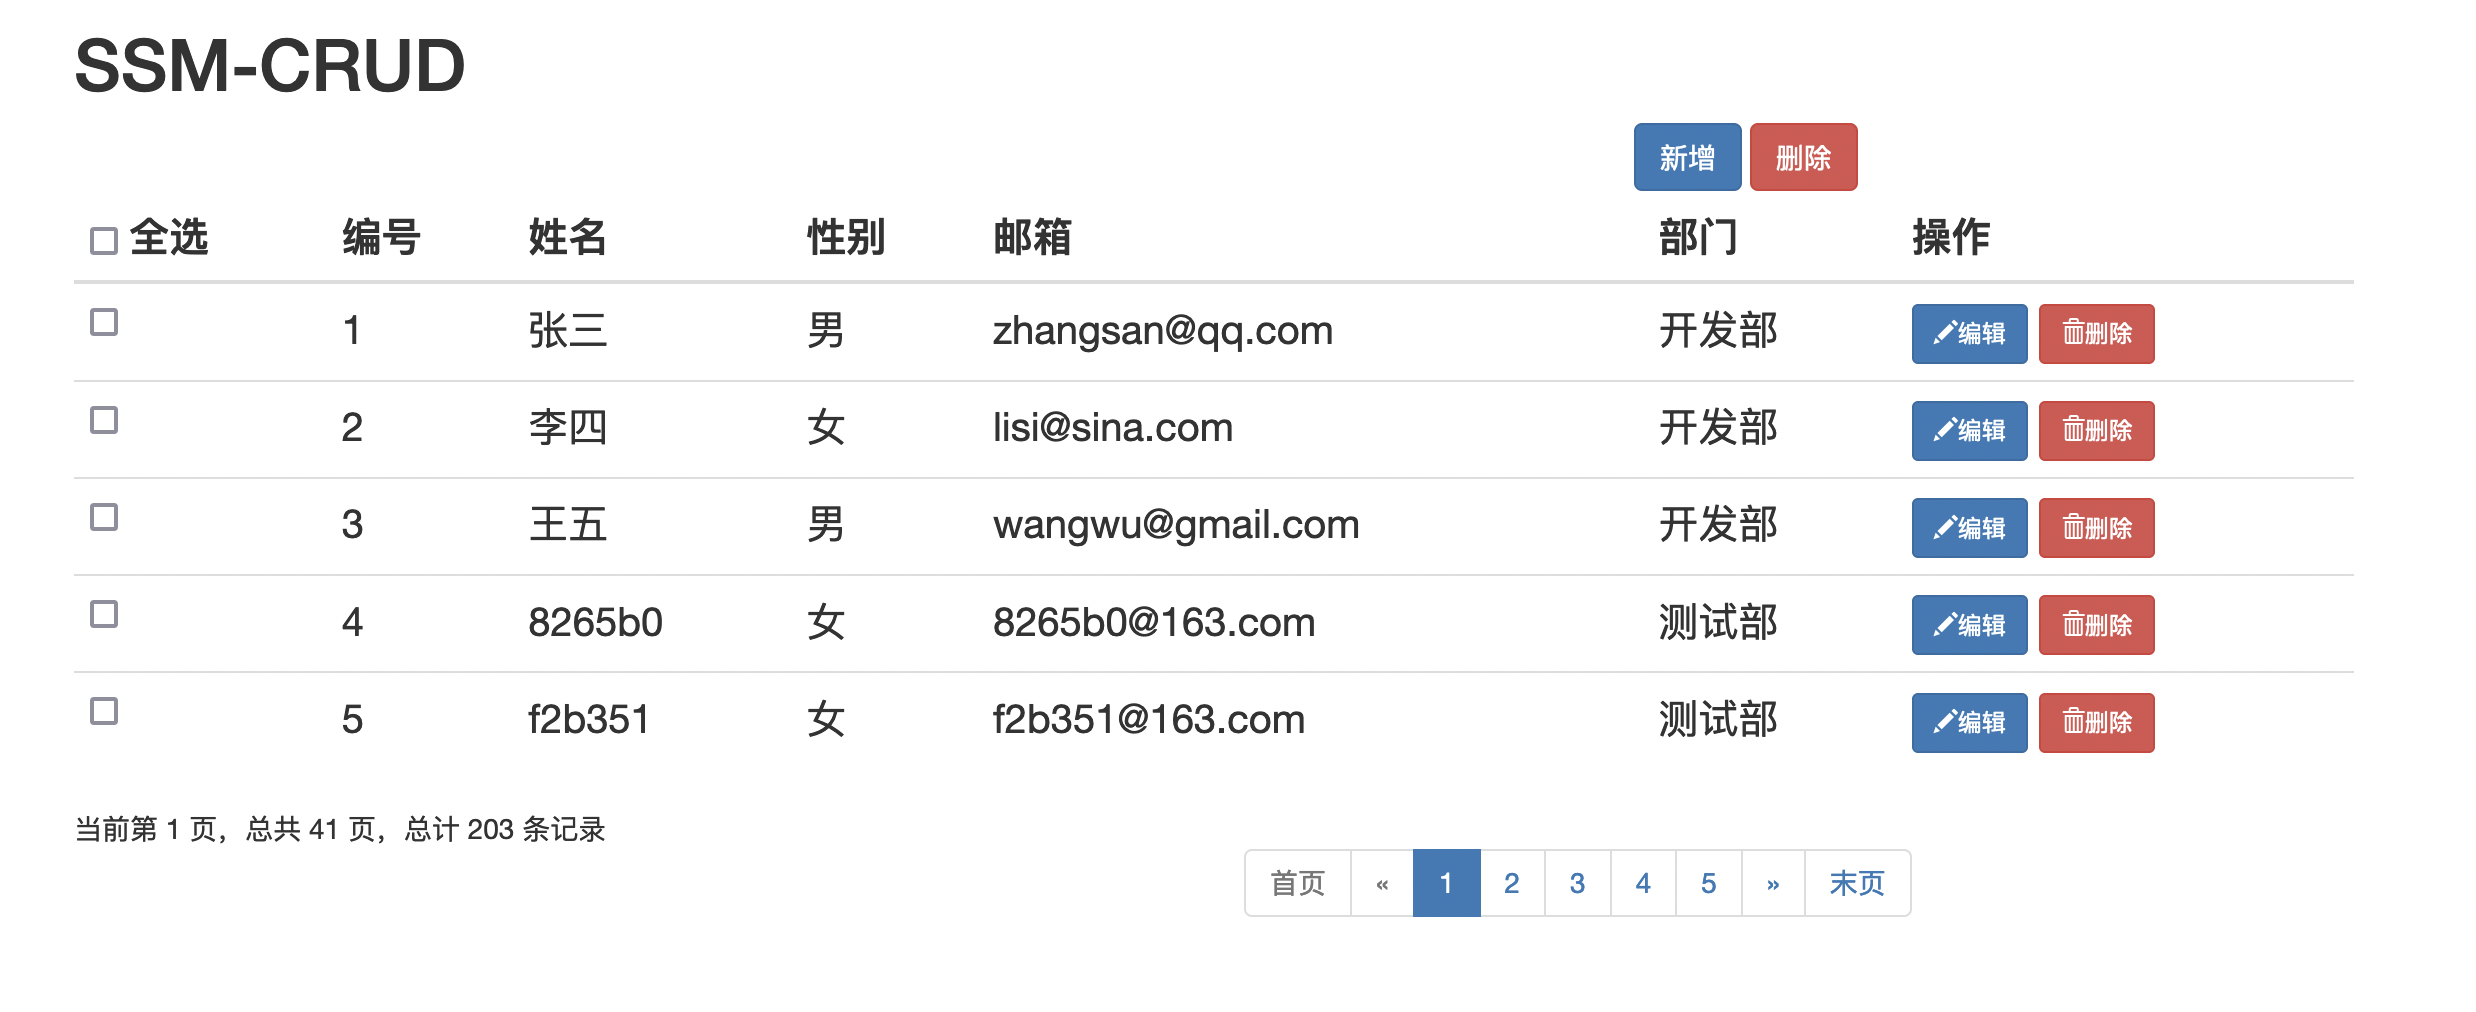 SSM-CRUD
新增 删除
全选 编号 姓名 性别 邮箱 部门 操作
1 张三 男 zhangsan@qq.com 开发部 编辑 删除
2 李四 女 lisi@sina.com 开发部 编辑 删除
3 王五 男 wangwu@gmail.com 开发部 编辑 删除
4 8265b0 女 8265b0@163.com 测试部 编辑 删除
5 f2b351 女 f2b351@163.com 测试部 编辑 删除
当前第 1 页，总共 41 页，总计 203 条记录
首页 « 1 2 3 4 5 » 末页